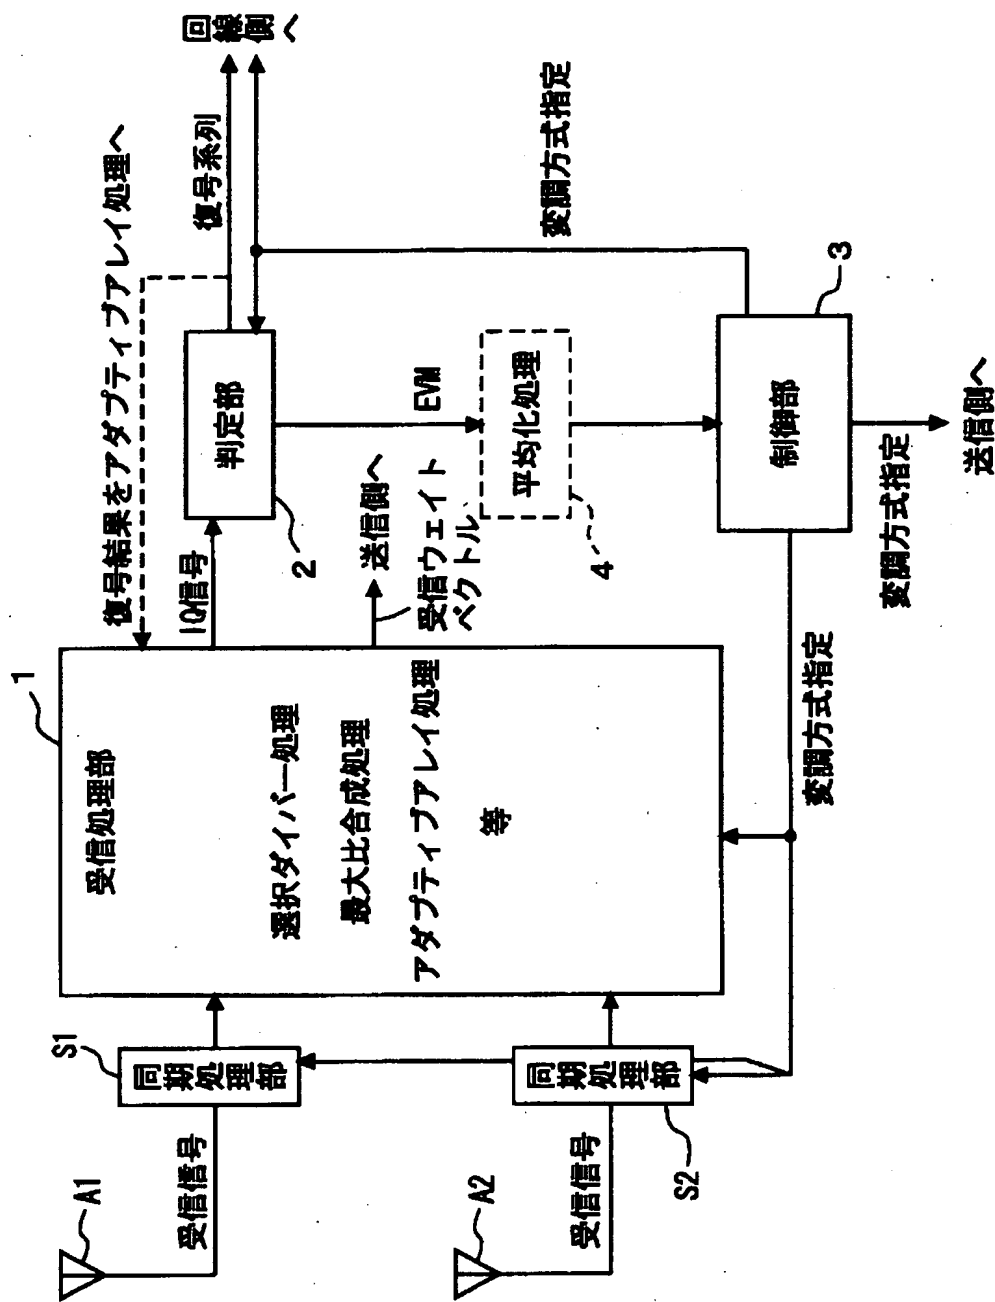 A1
受信信号
A2
受信信号
S1
同期処理部
S2
同期処理部
1
受信処理部
選択ダイバー処理
最大比合成処理
アダプティブアレイ処理
等
復号結果をアダプティブアレイ処理へ
IQ信号
2
判定部
復号系列
回線側へ
送信側へ
受信ウェイト
ベクトル
EVM
4
平均化処理
変調方式指定
3
制御部
変調方式指定
送信側へ
変調方式指定